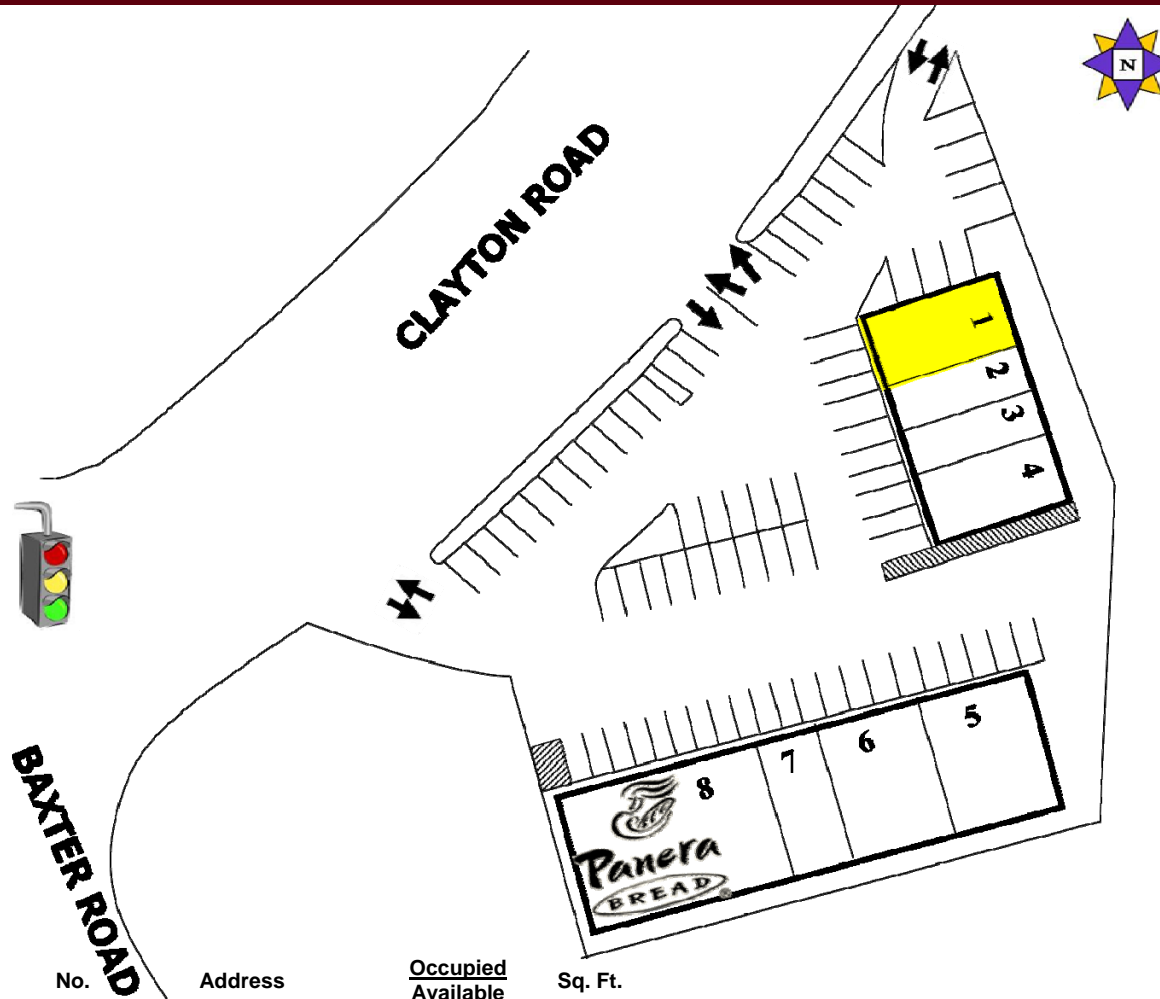 N
CLAYTON ROAD
1
2
3
4
5
6
7
8
Panera
BREAD
BAXTER ROAD
No. Address Occupied Sq. Ft.
Available